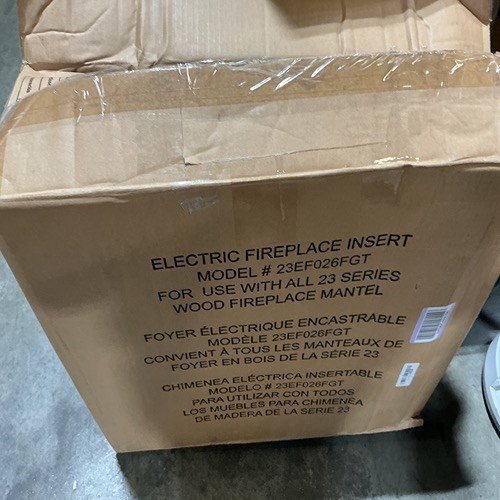 ELECTRIC FIREPLACE INSERT
MODEL # 23EF026FGT
FOR USE WITH ALL 23 SERIES
WOOD FIREPLACE MANTEL
FOYER ÉLECTRIQUE ENCASTRABLE
MODÈLE 23EF026FGT
CONVIENT À TOUS LES MANTEAUX DE
FOYER EN BOIS DE LA SÉRIE 23
CHIMENEA ELÉCTRICA INSERTABLE
MODELO # 23EF026FGT
PARA UTILIZAR CON TODOS
LOS MUEBLES PARA CHIMENEA
DE MADERA DE LA SERIE 23